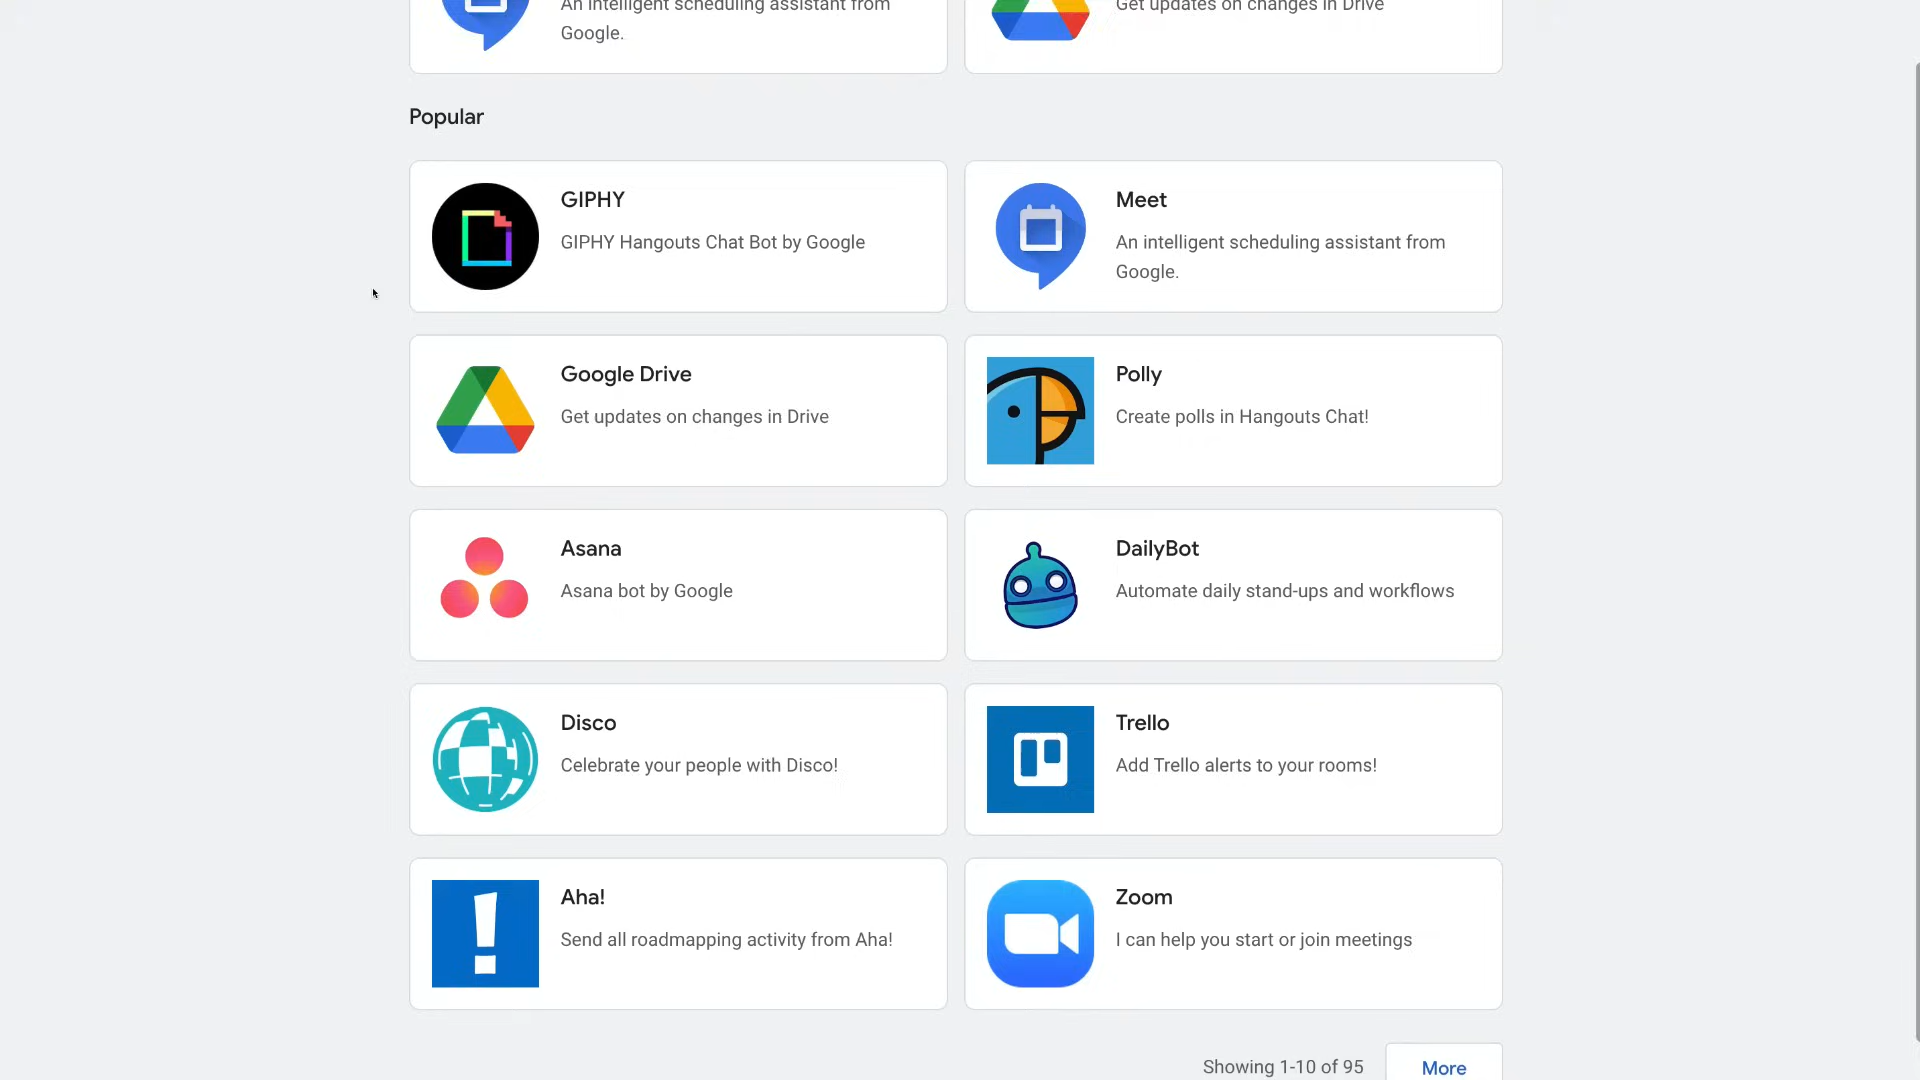 An intelligent scheduling assistant from
Google.
Get updates on changes in Drive
Popular
GIPHY
GIPHY Hangouts Chat Bot by Google
Meet
An intelligent scheduling assistant from
Google.
Google Drive
Get updates on changes in Drive
Polly
Create polls in Hangouts Chat!
Asana
Asana bot by Google
DailyBot
Automate daily stand-ups and workflows
Disco
Celebrate your people with Disco!
Trello
Add Trello alerts to your rooms!
Aha!
Send all roadmapping activity from Aha!
Zoom
I can help you start or join meetings
Showing 1-10 of 95
More